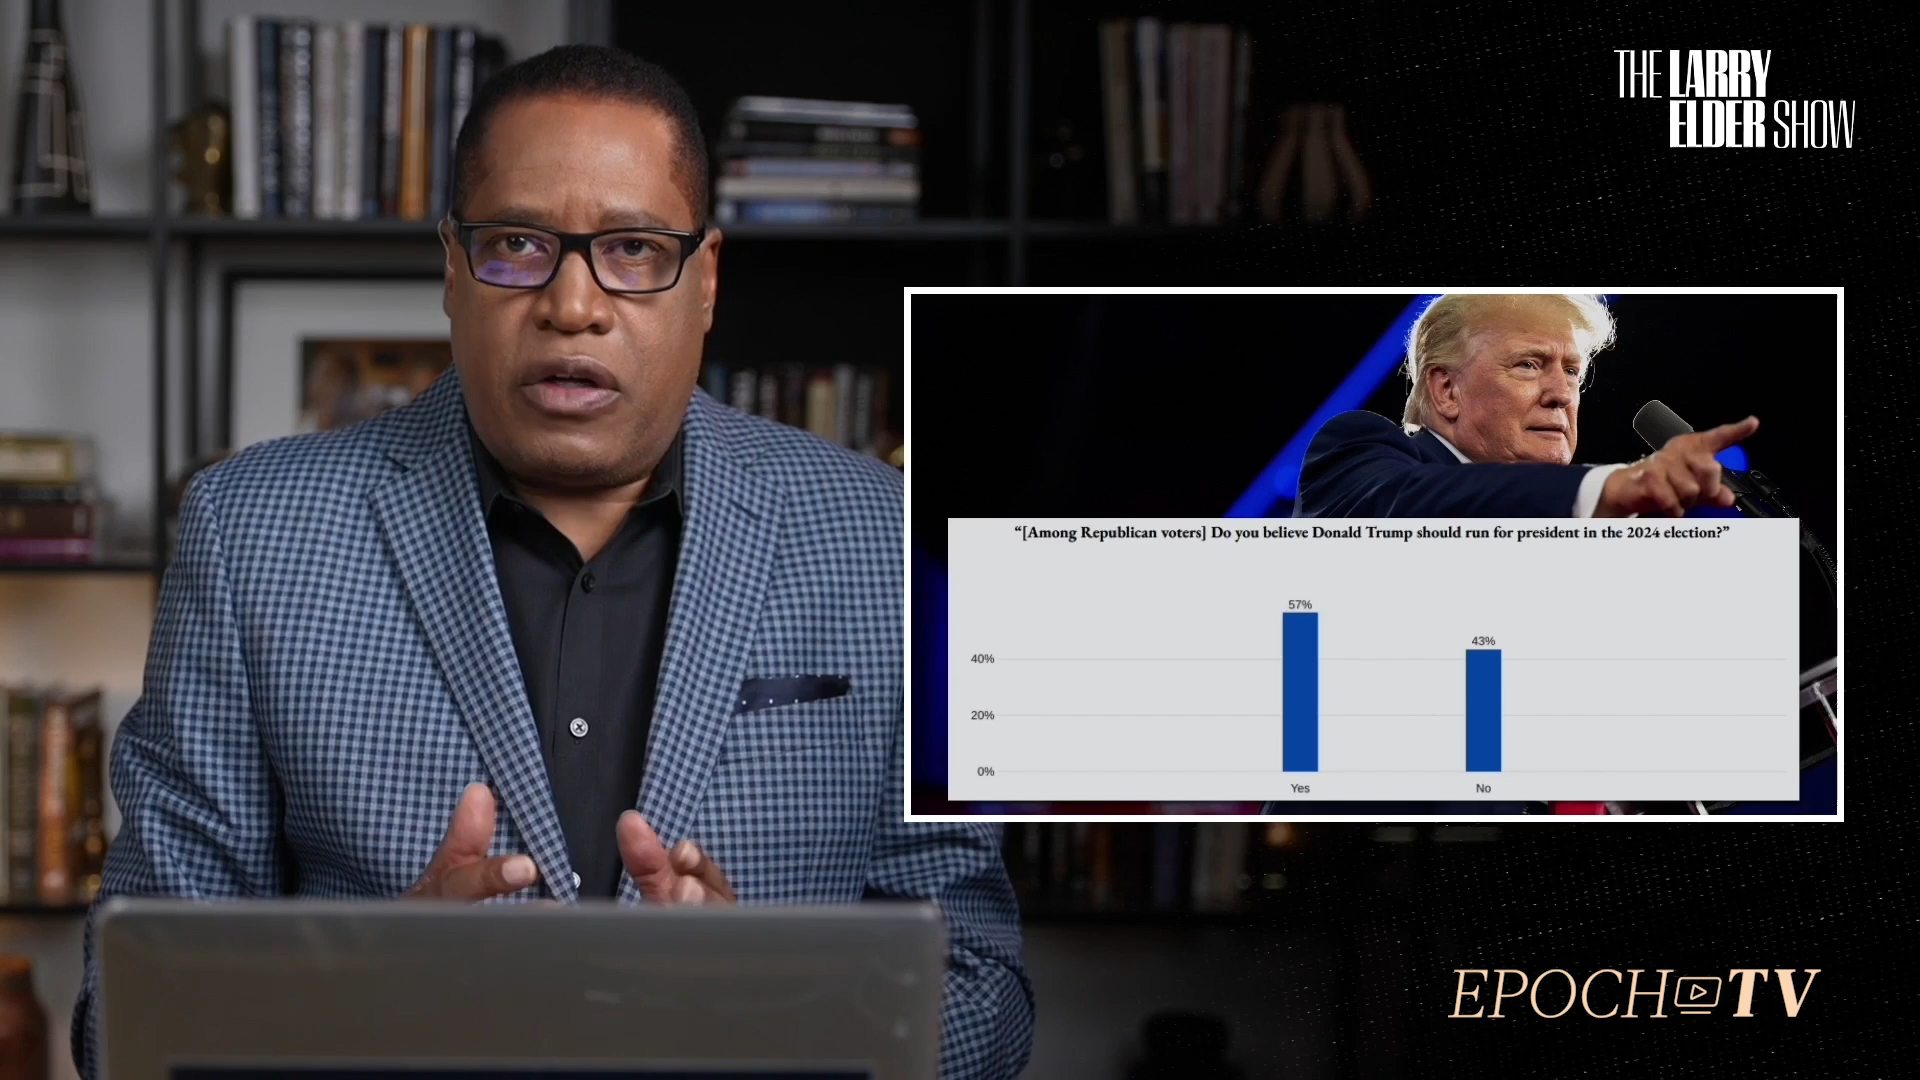 THE LARRY
ELDER SHOW
“[Among Republican voters] Do you believe Donald Trump should run for president in the 2024 election?”
57%
43%
40%
20%
0%
Yes
No
EPOCH TV